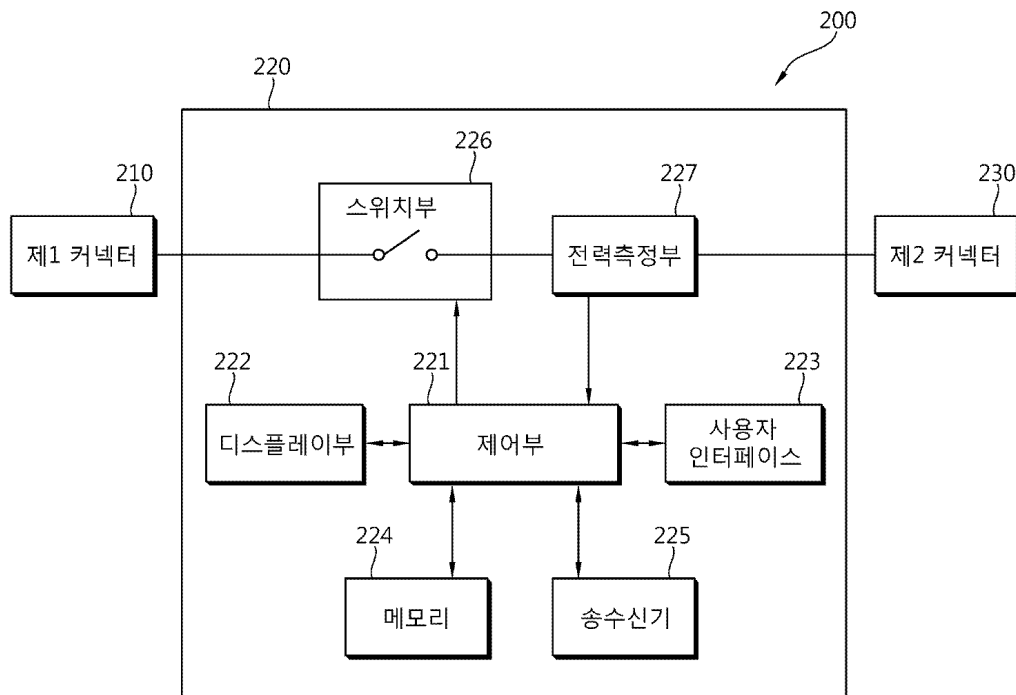 200
220
226
210
227
230
스위치부
제1 커넥터
전력측정부
제2 커넥터
222
221
223
디스플레이부
제어부
사용자
인터페이스
224
225
메모리
송수신기